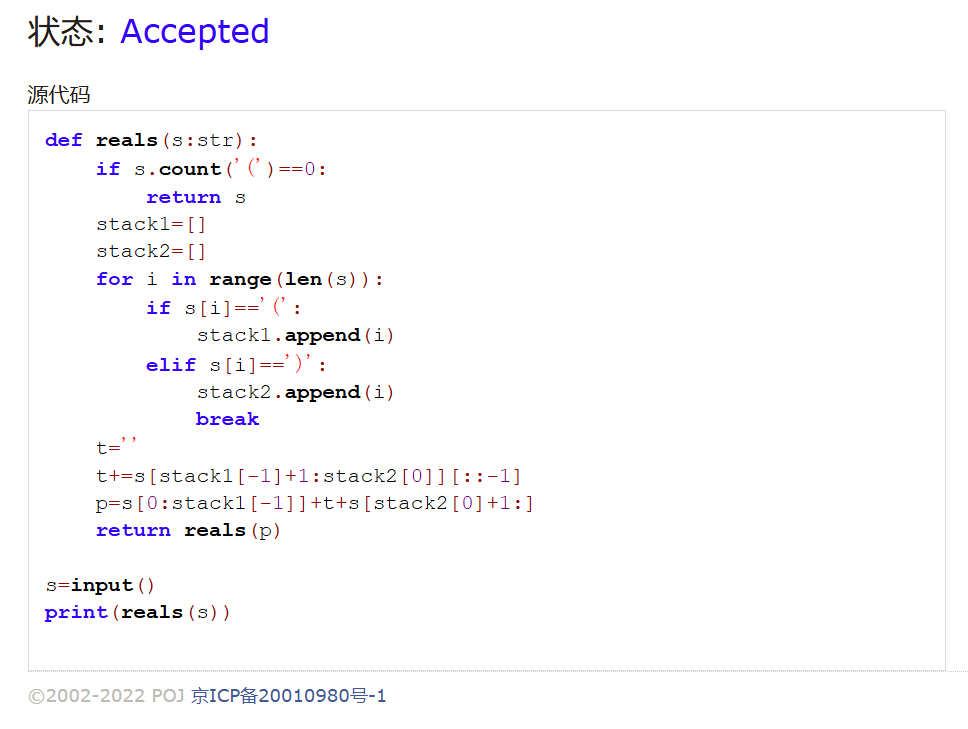 状态: Accepted
源代码
def reals(s:str):
    if s.count('(')==0:
        return s
    stack1=[]
    stack2=[]
    for i in range(len(s)):
        if s[i]=='(':
            stack1.append(i)
        elif s[i]==')':
            stack2.append(i)
            break
    t=''
    t+=s[stack1[-1]+1:stack2[0]][::-1]
    p=s[0:stack1[-1]]+t+s[stack2[0]+1:]
    return reals(p)

s=input()
print(reals(s))
©2002-2022 POJ 京ICP备20010980号-1